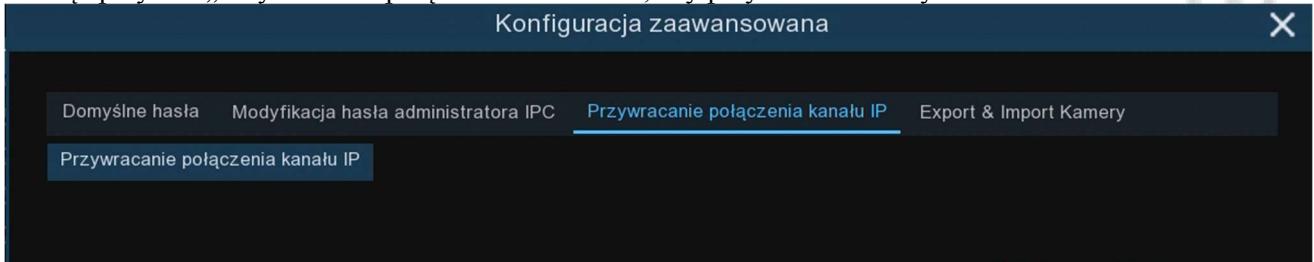 Konfiguracja zaawansowana
Domyślne hasła Modyfikacja hasła administratora IPC Przywracanie połączenia kanału IP Export & Import Kamery
Przywracanie połączenia kanału IP